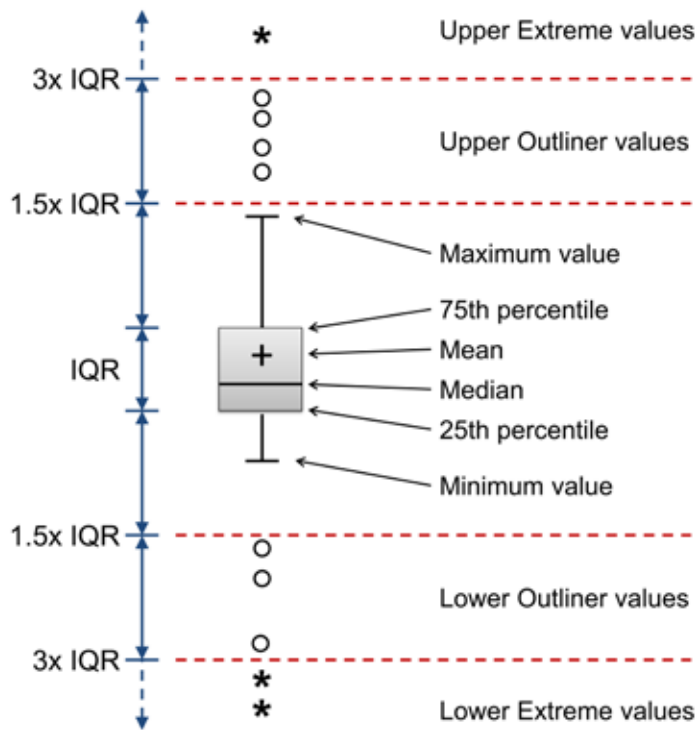 Upper Extreme values
3x IQR
Upper Outliner values
1.5x IQR
Maximum value
75th percentile
Mean
IQR
Median
25th percentile
Minimum value
1.5x IQR
Lower Outliner values
3x IQR
Lower Extreme values